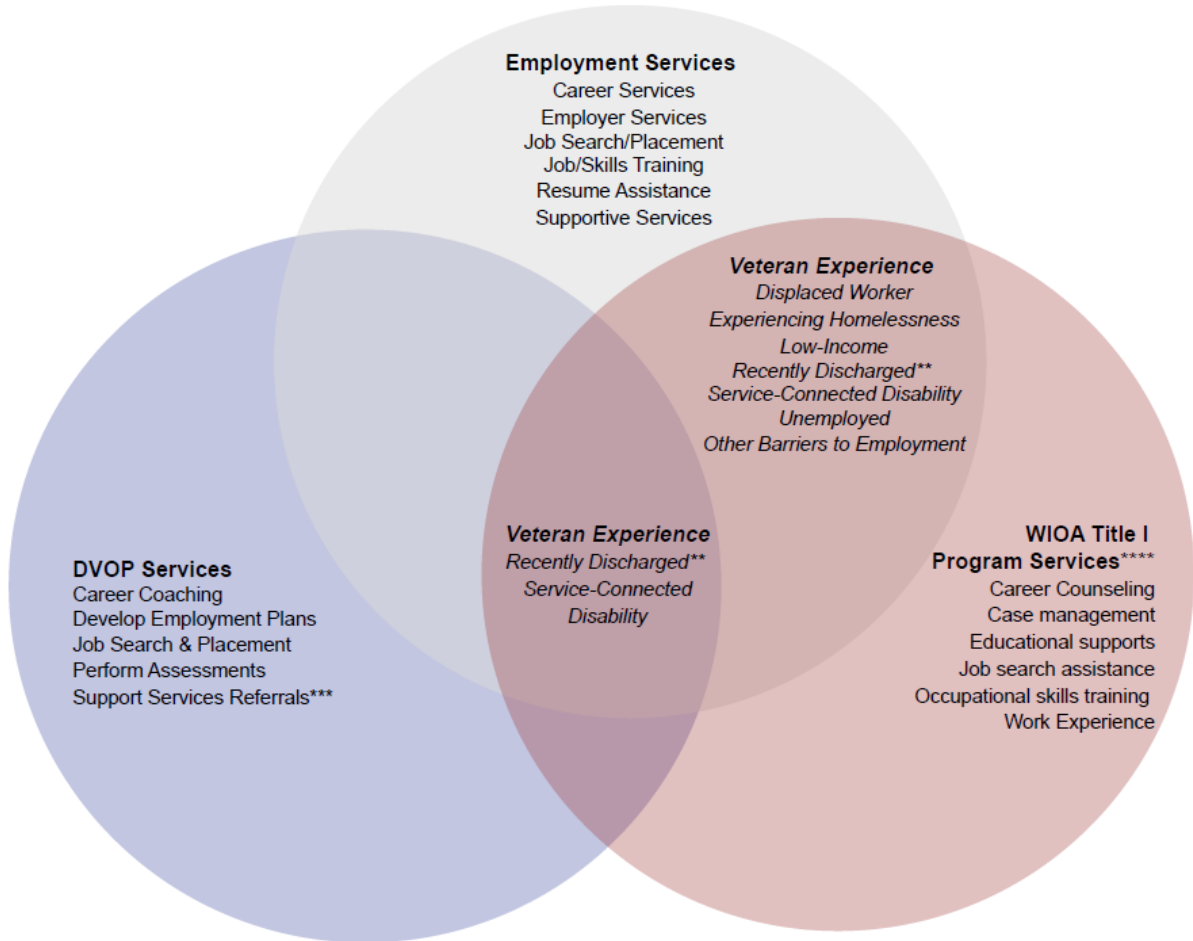 Employment Services
Career Services
Employer Services
Job Search/Placement
Job/Skills Training
Resume Assistance
Supportive Services
Veteran Experience
Displaced Worker
Experiencing Homelessness
Low-Income
Recently Discharged**
Service-Connected Disability
Unemployed
Other Barriers to Employment
Veteran Experience
Recently Discharged**
Service-Connected
Disability
DVOP Services
Career Coaching
Develop Employment Plans
Job Search & Placement
Perform Assessments
Support Services Referrals***
WIOA Title I
Program Services****
Career Counseling
Case management
Educational supports
Job search assistance
Occupational skills training
Work Experience